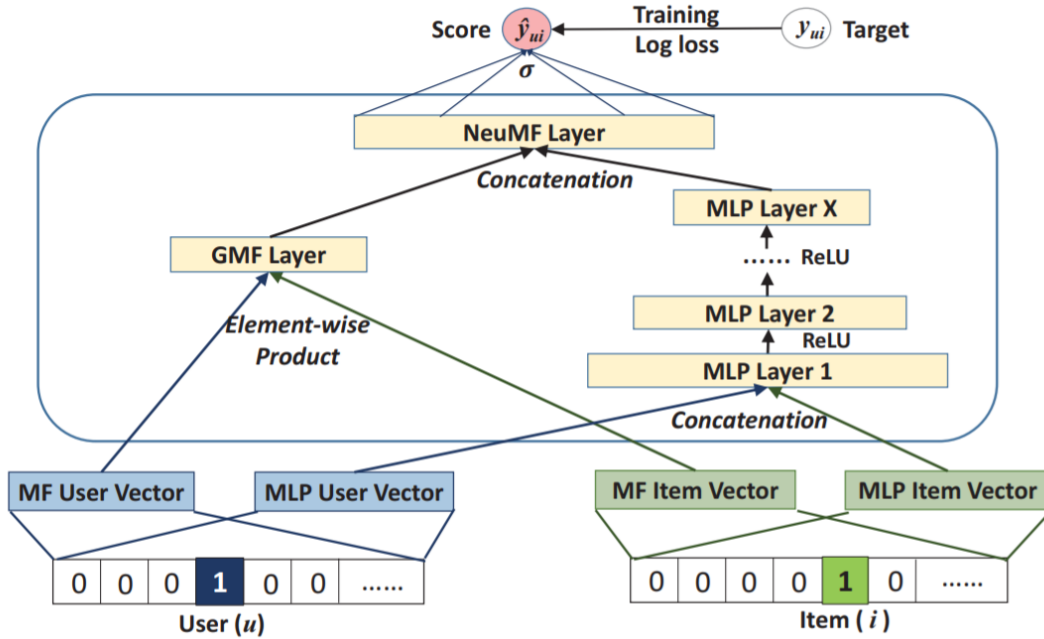 Score ŷui Training yui Target
Log loss
σ
NeuMF Layer
Concatenation
MLP Layer X
GMF Layer
...... ReLU
Element-wise
Product
MLP Layer 2
ReLU
MLP Layer 1
Concatenation
MF User Vector MLP User Vector MF Item Vector MLP Item Vector
0 0 0 1 0 0 ...... 0 0 0 0 1 0 ......
User (u) Item ( i )